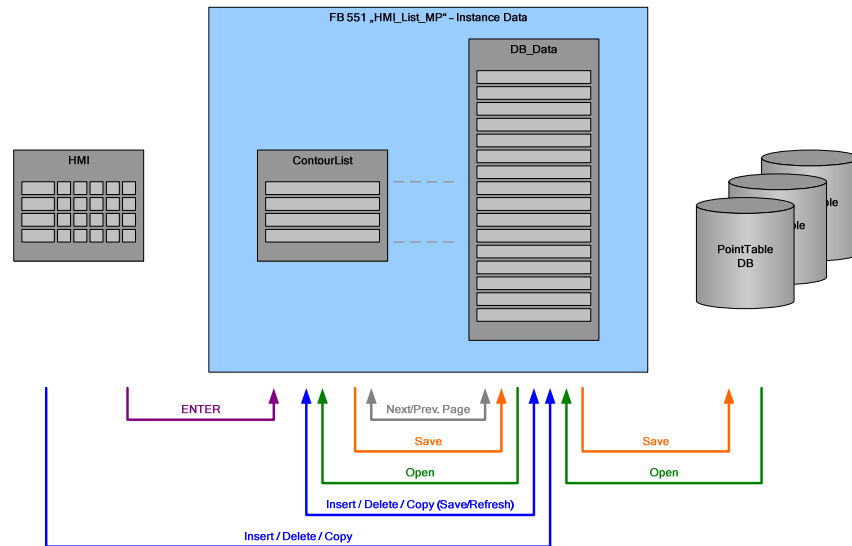 FB 551 „HMI_List_MP“ – Instance Data
DB_Data
HMI
ContourList
PointTable
DB
ENTER
Next/Prev. Page
Save
Save
Open
Open
Insert / Delete / Copy (Save/Refresh)
Insert / Delete / Copy